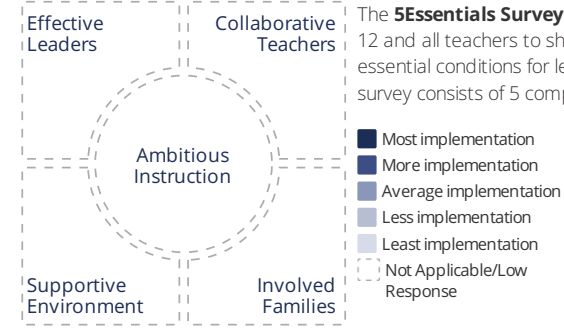 Effective
Leaders
Collaborative
Teachers
Ambitious
Instruction
Supportive
Environment
Involved
Families
The 5Essentials Survey
12 and all teachers to sh
essential conditions for le
survey consists of 5 comp
Most implementation
More implementation
Average implementation
Less implementation
Least implementation
Not Applicable/Low
Response